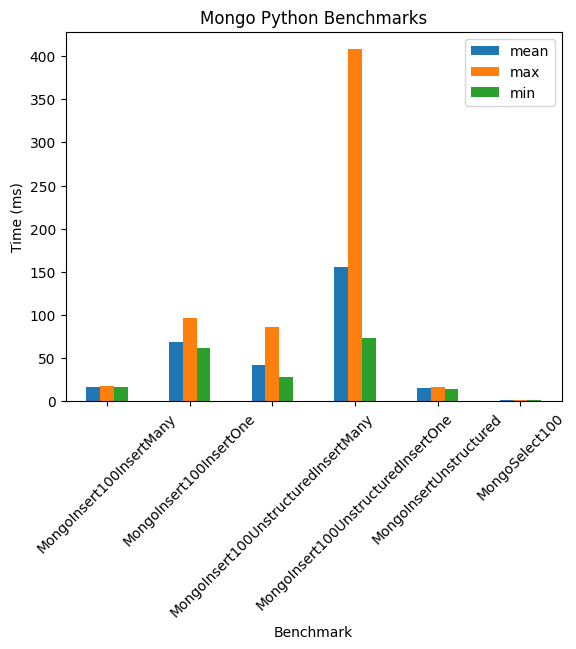 Mongo Python Benchmarks
mean
max
min
400
350
300
250
200
150
100
50
0
Time (ms)
MongoInsert100InsertMany
MongoInsert100InsertOne
MongoInsert100UnstructuredInsertMany
MongoInsert100UnstructuredInsertOne
MongoInsertUnstructured
MongoSelect100
Benchmark